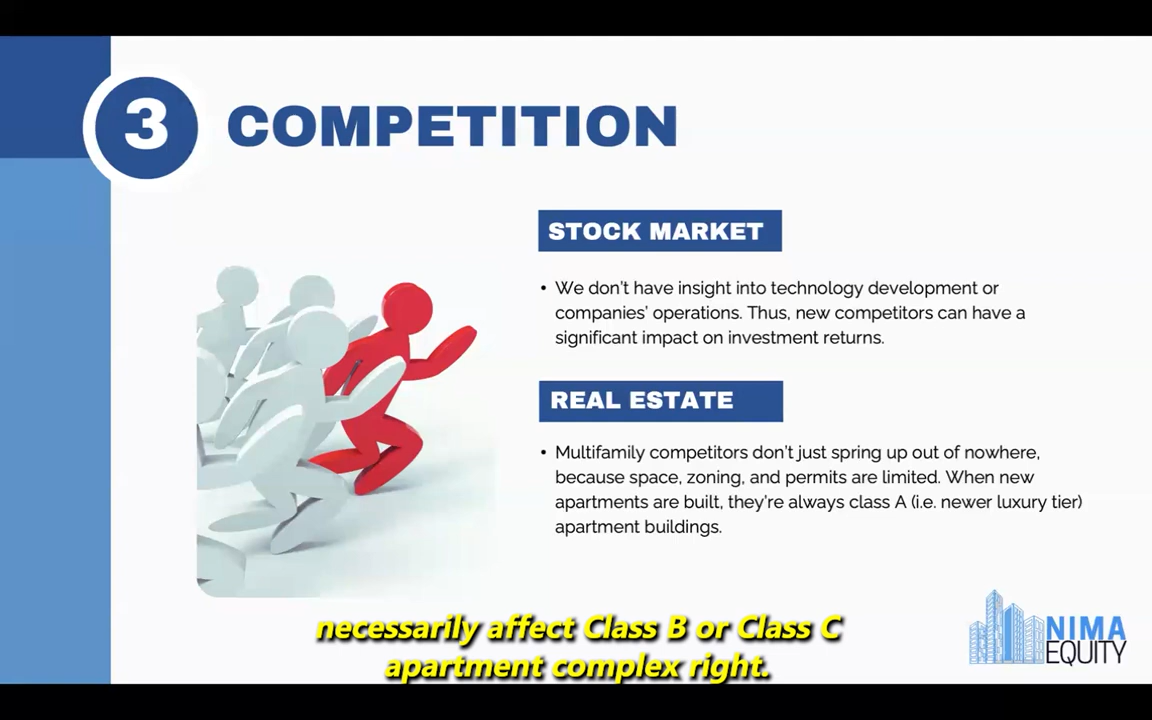 3 COMPETITION
STOCK MARKET
• We don't have insight into technology development or
companies' operations. Thus, new competitors can have a
significant impact on investment returns.
REAL ESTATE
• Multifamily competitors don't just spring up out of nowhere,
because space, zoning, and permits are limited. When new
apartments are built, they're always class A (i.e. newer luxury tier)
apartment buildings.
necessarily affect Class B or Class C
apartment complex right.
NIMA
EQUITY